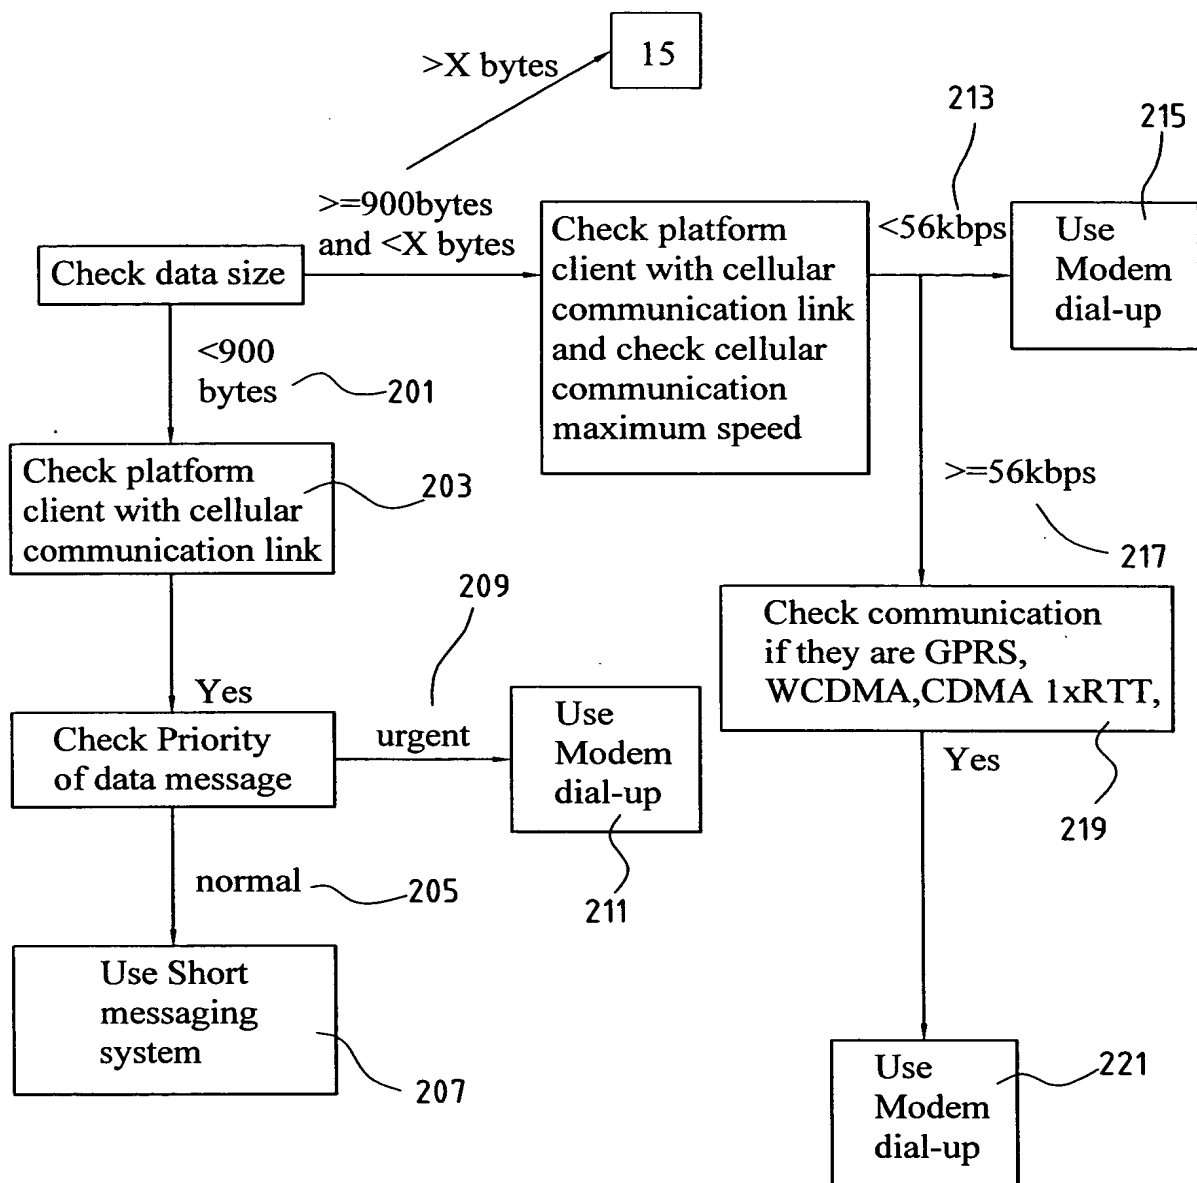 15
>X bytes
213
215
>=900bytes
and <X bytes
Check data size
Check platform
client with cellular
communication link
and check cellular
communication
maximum speed
<56kbps
Use
Modem
dial-up
<900
bytes
201
Check platform
client with cellular
communication link
203
>=56kbps
217
209
Check communication
if they are GPRS,
WCDMA,CDMA 1xRTT,
219
Yes
Check Priority
of data message
urgent
Use
Modem
dial-up
211
Yes
normal
205
Use Short
messaging
system
207
Use
Modem
dial-up
221